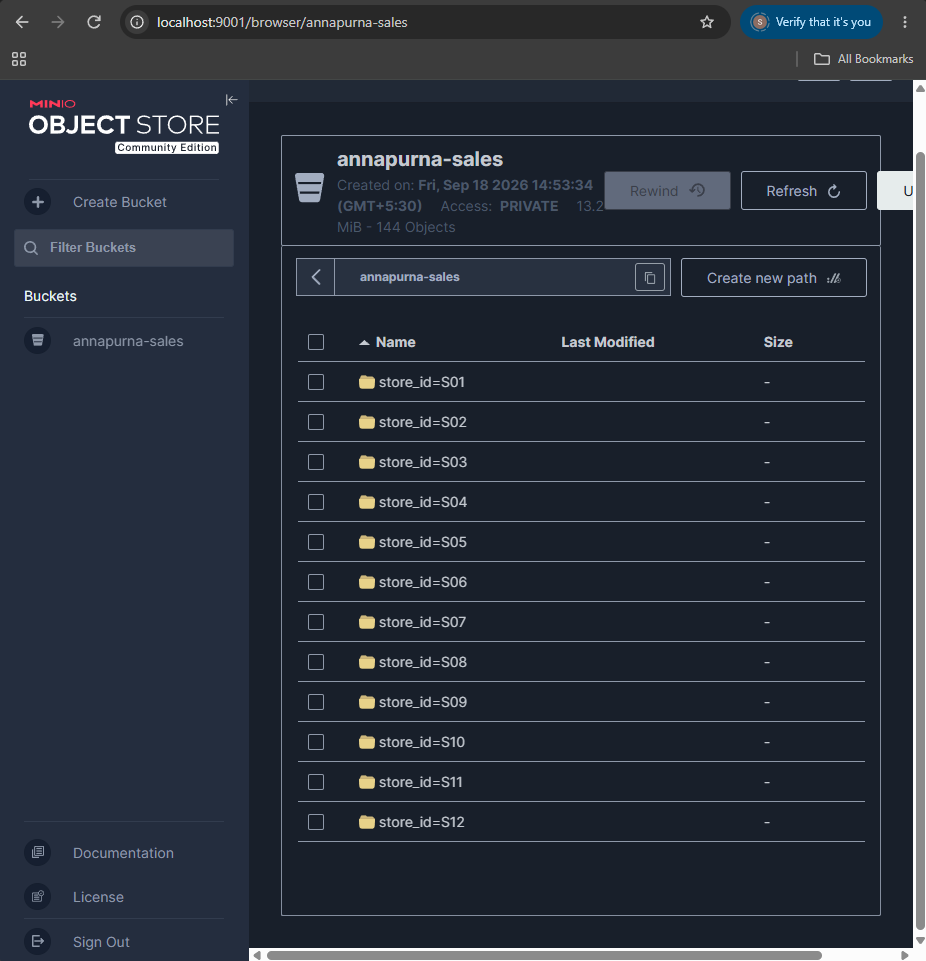 localhost:9001/browser/annapurna-sales
S
Verify that it's you
All Bookmarks
MINIO
OBJECT STORE
Community Edition
Create Bucket
Filter Buckets
Buckets
annapurna-sales
Documentation
License
Sign Out
annapurna-sales
Created on: Fri, Sep 18 2026 14:53:34
(GMT+5:30) Access: PRIVATE 13.2
MiB - 144 Objects
Rewind
Refresh
U
annapurna-sales
Create new path
Name Last Modified Size
store_id=S01 -
store_id=S02 -
store_id=S03 -
store_id=S04 -
store_id=S05 -
store_id=S06 -
store_id=S07 -
store_id=S08 -
store_id=S09 -
store_id=S10 -
store_id=S11 -
store_id=S12 -